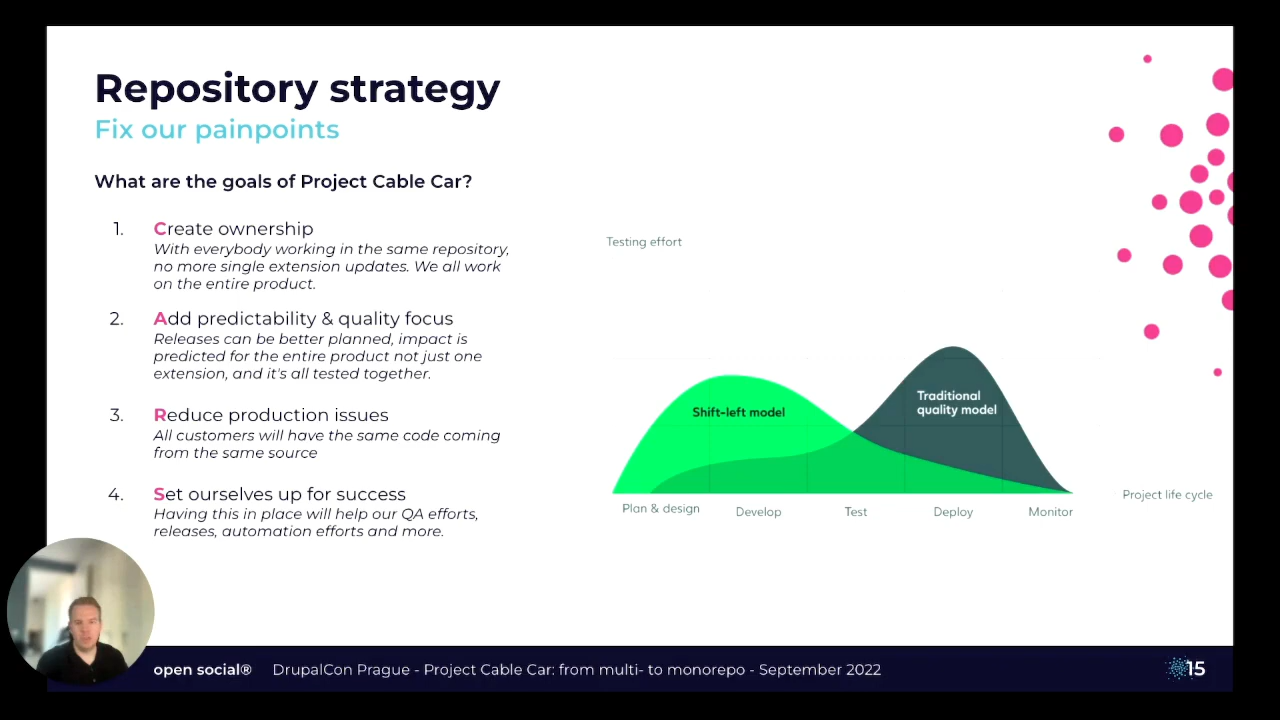 Repository strategy
Fix our painpoints
What are the goals of Project Cable Car?
1. Create ownership
With everybody working in the same repository,
no more single extension updates. We all work
on the entire product.
2. Add predictability & quality focus
Releases can be better planned, impact is
predicted for the entire product not just one
extension, and it's all tested together.
3. Reduce production issues
All customers will have the same code coming
from the same source
4. Set ourselves up for success
Having this in place will help our QA efforts,
releases, automation efforts and more.
Testing effort
Shift-left model
Traditional
quality model
Project life cycle
Plan & design
Develop
Test
Deploy
Monitor
open social® DrupalCon Prague - Project Cable Car: from multi- to monorepo - September 2022
15